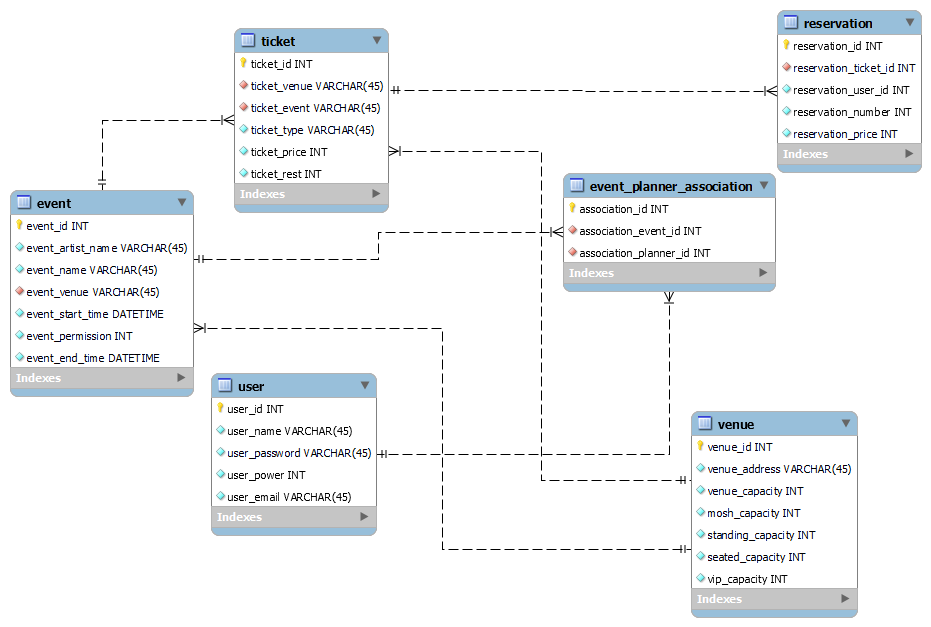 ticket
ticket_id INT
ticket_venue VARCHAR(45)
ticket_event VARCHAR(45)
ticket_type VARCHAR(45)
ticket_price INT
ticket_rest INT
Indexes
reservation
reservation_id INT
reservation_ticket_id INT
reservation_user_id INT
reservation_number INT
reservation_price INT
Indexes
event_planner_association
association_id INT
association_event_id INT
association_planner_id INT
Indexes
event
event_id INT
event_artist_name VARCHAR(45)
event_name VARCHAR(45)
event_venue VARCHAR(45)
event_start_time DATETIME
event_permission INT
event_end_time DATETIME
Indexes
user
user_id INT
user_name VARCHAR(45)
user_password VARCHAR(45)
user_power INT
user_email VARCHAR(45)
Indexes
venue
venue_id INT
venue_address VARCHAR(45)
venue_capacity INT
mosh_capacity INT
standing_capacity INT
seated_capacity INT
vip_capacity INT
Indexes